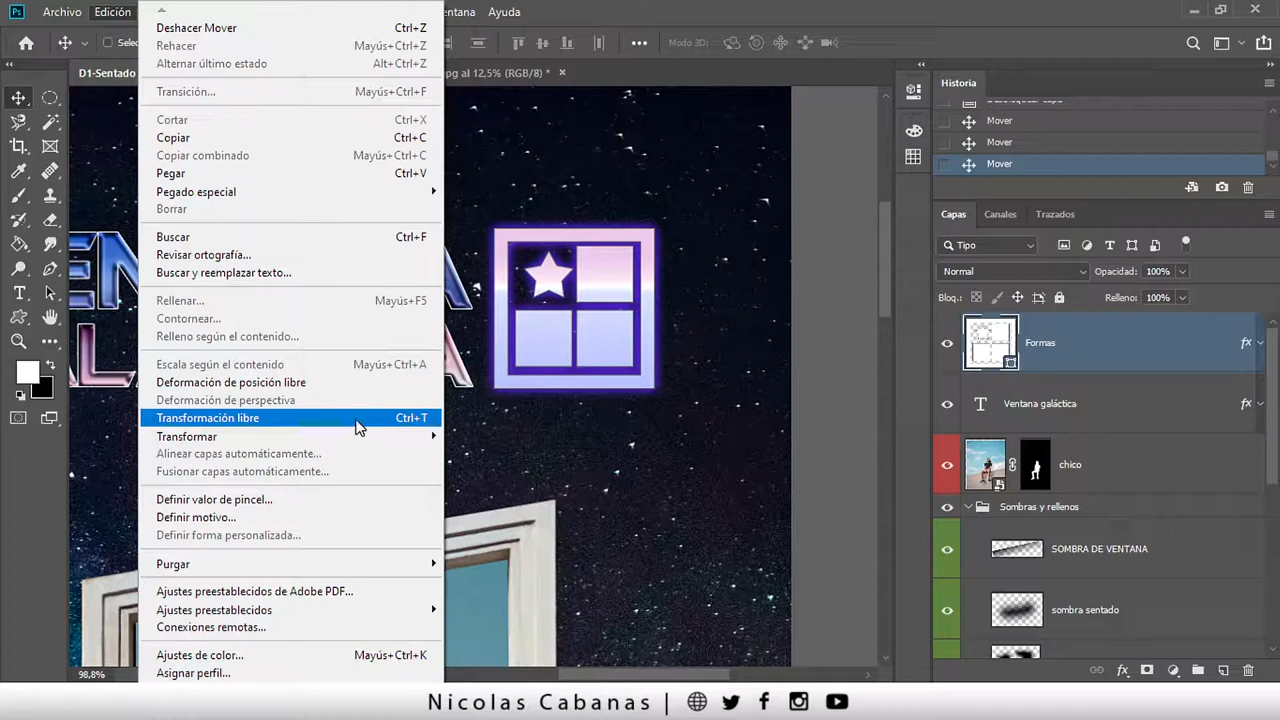 Ps Archivo Edición entana Ayuda
Modo 3D:
D1-Sentado
pg al 12,5% (RGB/8) *
Deshacer Mover Ctrl+Z
Rehacer Mayús+Ctrl+Z
Alternar último estado Alt+Ctrl+Z
Transición... Mayús+Ctrl+F
Cortar Ctrl+X
Copiar Ctrl+C
Copiar combinado Mayús+Ctrl+C
Pegar Ctrl+V
Pegado especial
Borrar
Buscar Ctrl+F
Revisar ortografía...
Buscar y reemplazar texto...
Rellenar... Mayús+F5
Contornear...
Relleno según el contenido...
Escala según el contenido Mayús+Ctrl+A
Deformación de posición libre
Deformación de perspectiva
Transformación libre Ctrl+T
Transformar
Alinear capas automáticamente...
Fusionar capas automáticamente...
Definir valor de pincel...
Definir motivo...
Definir forma personalizada...
Purgar
Ajustes preestablecidos de Adobe PDF...
Ajustes preestablecidos
Conexiones remotas...
Ajustes de color... Mayús+Ctrl+K
Asignar perfil...
98,8%
Historia
Mover
Mover
Mover
Capas Canales Trazados
Tipo
Normal Opacidad: 100%
Bloq.: Relleno: 100%
Formas fx
Ventana galáctica fx
chico
Sombras y rellenos
SOMBRA DE VENTANA
sombra sentado
fx
Nicolas Cabanas |